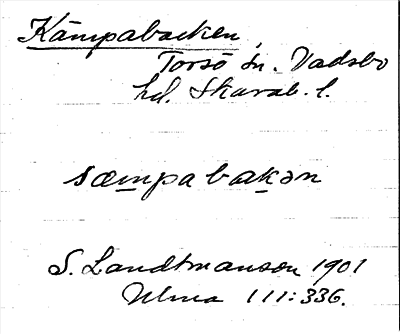 Kämpabacken,
Torsö sn. Vadsbo
hd. Skarab. l.
sæmpabakən
S. Landtmanson 1901
Ulma 111:336.